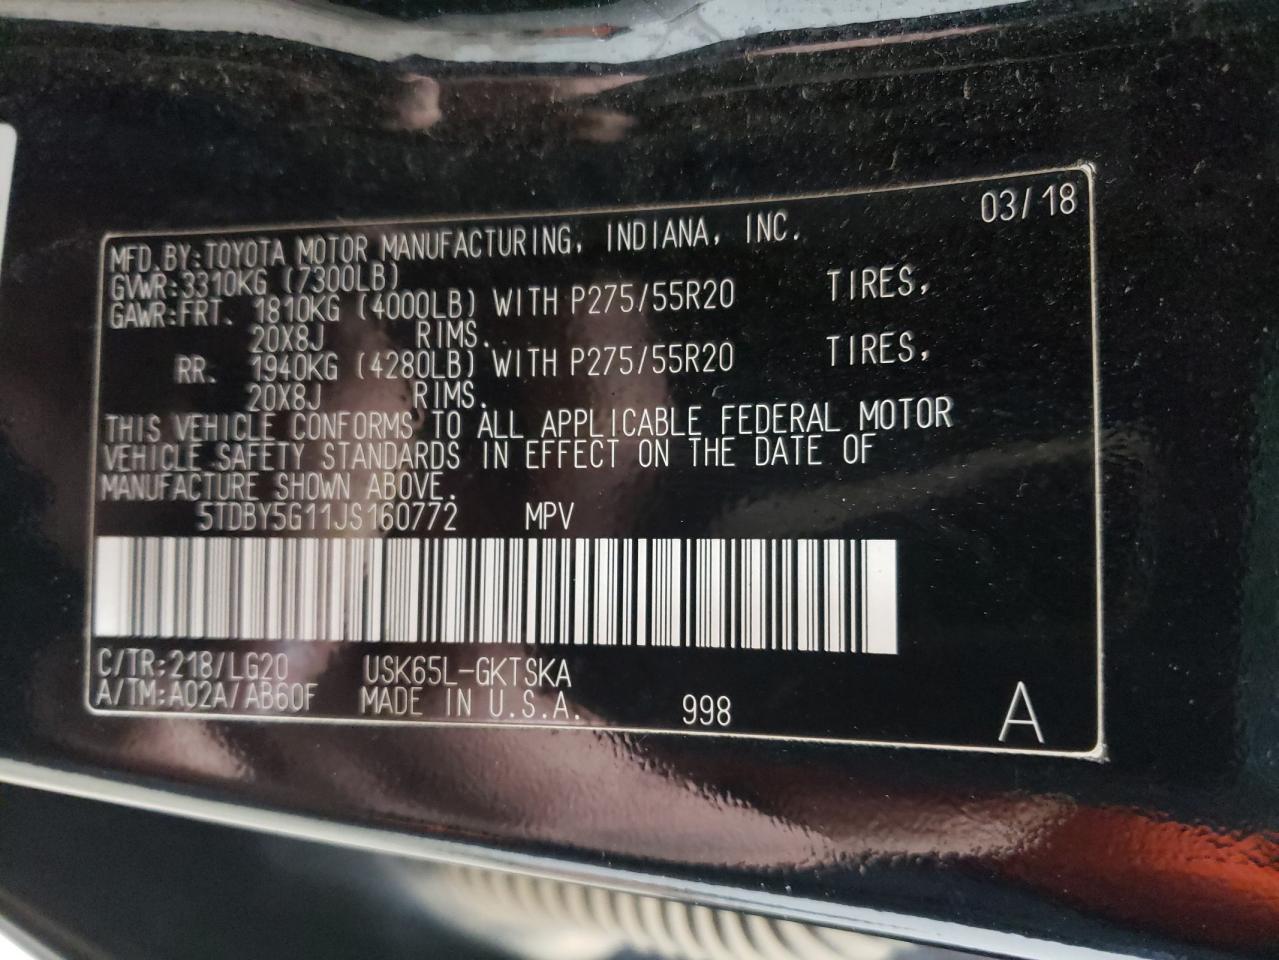 03/18
MFD.BY:TOYOTA MOTOR MANUFACTURING, INDIANA, INC.
GVWR:3310KG (7300LB)
GAWR:FRT. 1810KG (4000LB) WITH P275/55R20 TIRES,
20X8J RIMS.
RR. 1940KG (4280LB) WITH P275/55R20 TIRES,
20X8J RIMS.
THIS VEHICLE CONFORMS TO ALL APPLICABLE FEDERAL MOTOR
VEHICLE SAFETY STANDARDS IN EFFECT ON THE DATE OF
MANUFACTURE SHOWN ABOVE.
5TDBY5G11JS160772 MPV
C/TR:218/LG20 USK65L-GKTSKA
A/TM:A02A/AB60F MADE IN U.S.A. 998 A